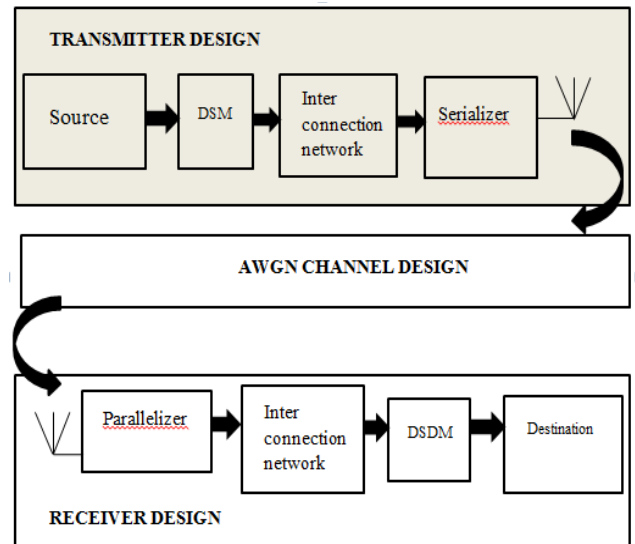 TRANSMITTER DESIGN
Source
DSM
Inter
connection
network
Serializer
AWGN CHANNEL DESIGN
Parallelizer
Inter
connection
network
DSDM
Destination
RECEIVER DESIGN